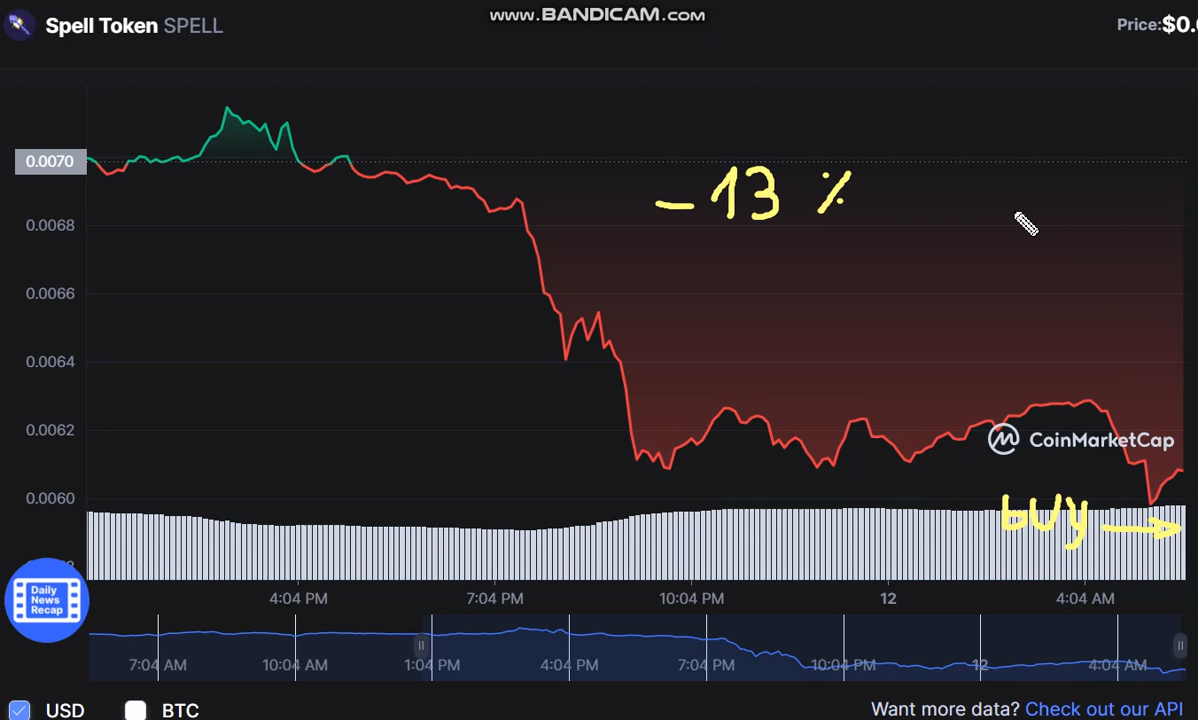 www.BANDICAM.com
Spell Token SPELL
Price:$0.
0.0070
0.0068
0.0066
0.0064
0.0062
0.0060
- 13 %
CoinMarketCap
buy
Daily
News
Recap
4:04 PM 7:04 PM 10:04 PM 12 4:04 AM
7:04 AM 10:04 AM 1:04 PM 4:04 PM 7:04 PM 10:04 PM 12 4:04 AM
USD BTC
Want more data? Check out our API